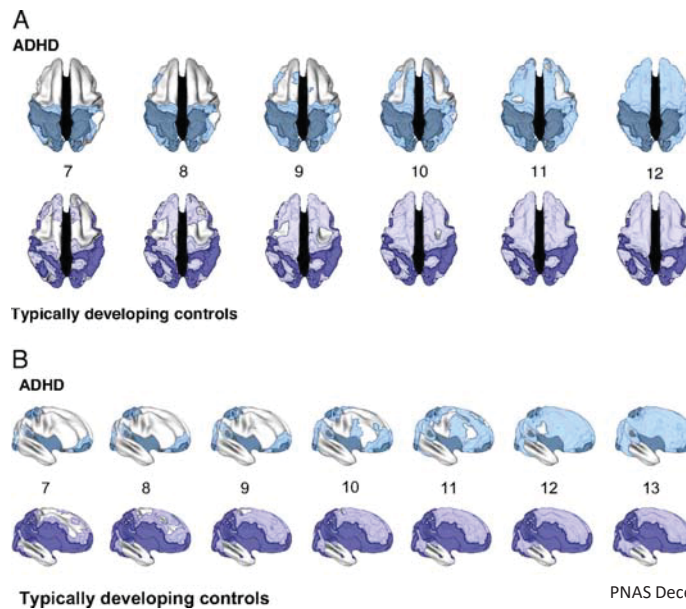 A
ADHD
7 8 9 10 11 12
Typically developing controls
B
ADHD
7 8 9 10 11 12 13
Typically developing controls
PNAS Dece